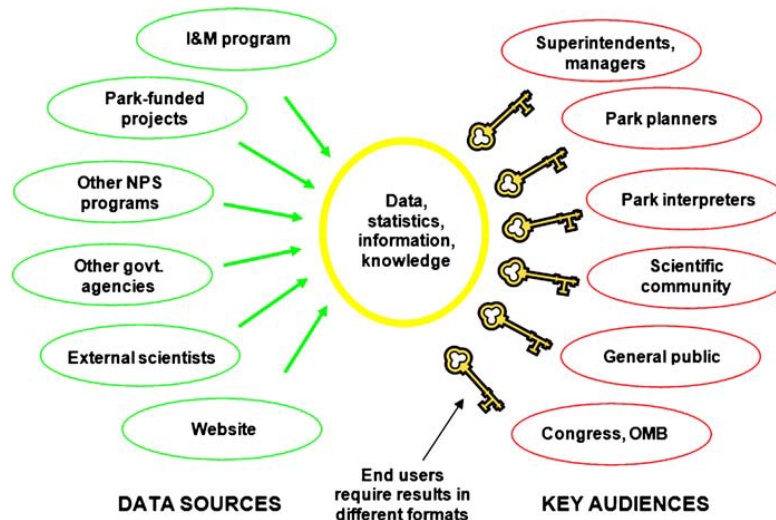 I&M program
Park-funded
projects
Other NPS
programs
Other govt.
agencies
External scientists
Website
DATA SOURCES
Data,
statistics,
information,
knowledge
End users
require results in
different formats
Superintendents,
managers
Park planners
Park interpreters
Scientific
community
General public
Congress, OMB
KEY AUDIENCES